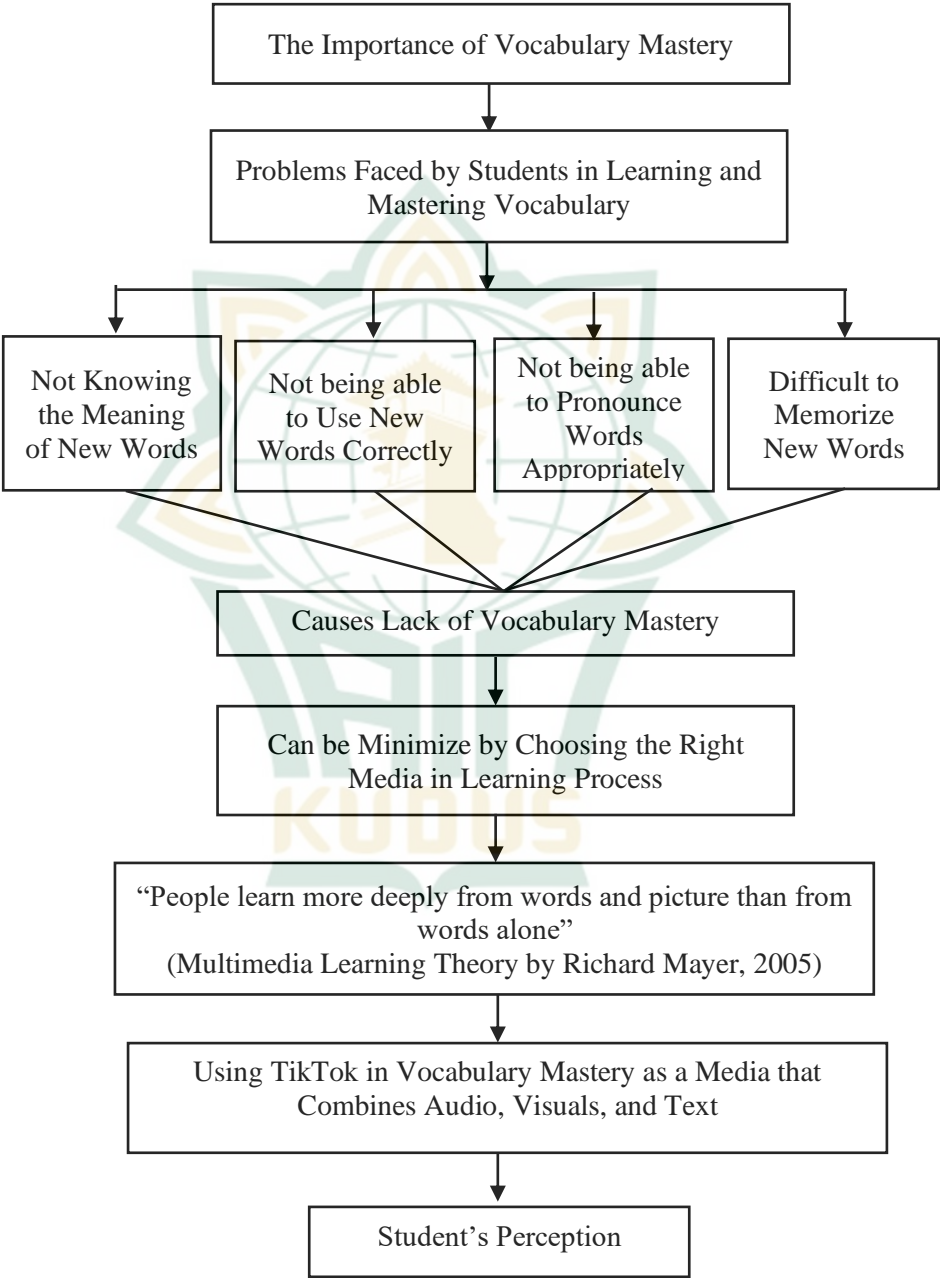 The Importance of Vocabulary Mastery
Problems Faced by Students in Learning and
Mastering Vocabulary
Not Knowing
the Meaning
of New Words
Not being able
to Use New
Words Correctly
Not being able
to Pronounce
Words
Appropriately
Difficult to
Memorize
New Words
Causes Lack of Vocabulary Mastery
Can be Minimize by Choosing the Right
Media in Learning Process
KUDUS
“People learn more deeply from words and picture than from
words alone”
(Multimedia Learning Theory by Richard Mayer, 2005)
Using TikTok in Vocabulary Mastery as a Media that
Combines Audio, Visuals, and Text
Student’s Perception